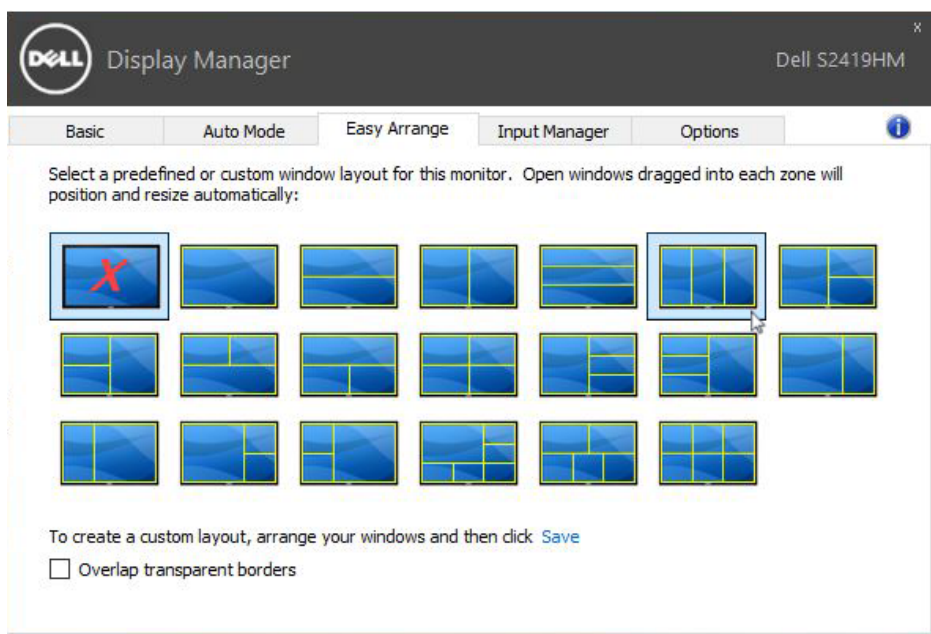 x
DELL
Display Manager
Dell S2419HM
Basic
Auto Mode
Easy Arrange
Input Manager
Options
i
Select a predefined or custom window layout for this monitor. Open windows dragged into each zone will
position and resize automatically:
X
To create a custom layout, arrange your windows and then click Save
Overlap transparent borders